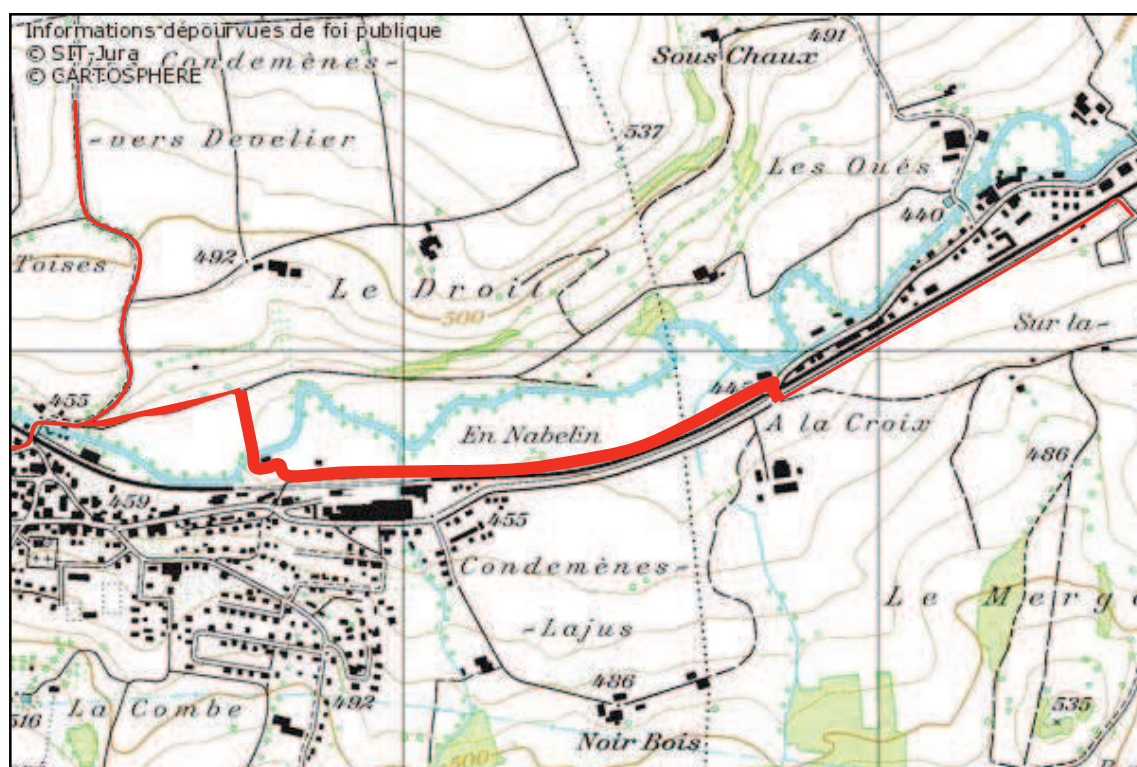 Informations dépourvues de foi publique
© SIT-Jura
© CARTOSPHERE
Condemènes-
-vers Develier
Sous Chaux
491
537
Les Oués
440
Toises
492
Le Droit
500
Sur la-
455
445
En Nabelin
A la Croix
486
459
455
Condemènes-
-Lajus
Le Merg
486
492
516
La Combe
535
Noir Bois
500